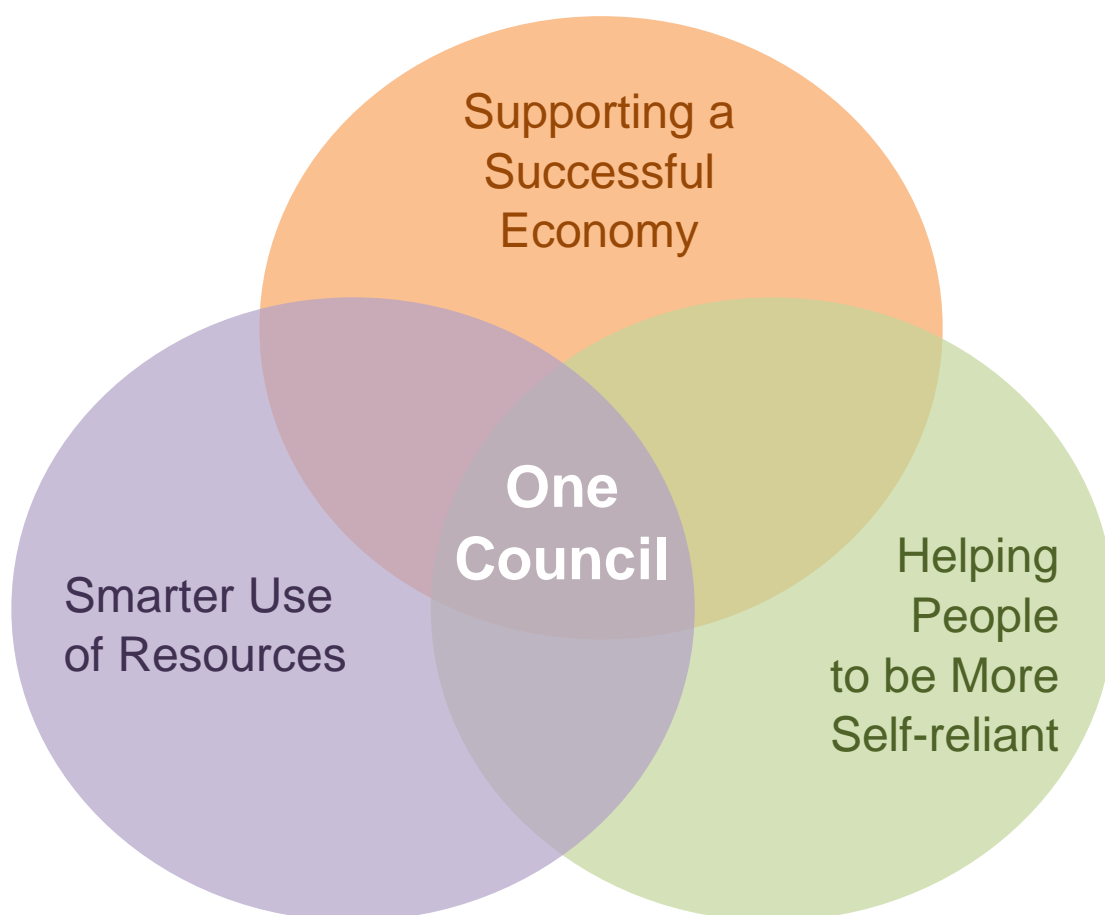 Supporting a
Successful
Economy
One
Council
Smarter Use
of Resources
Helping
People
to be More
Self-reliant